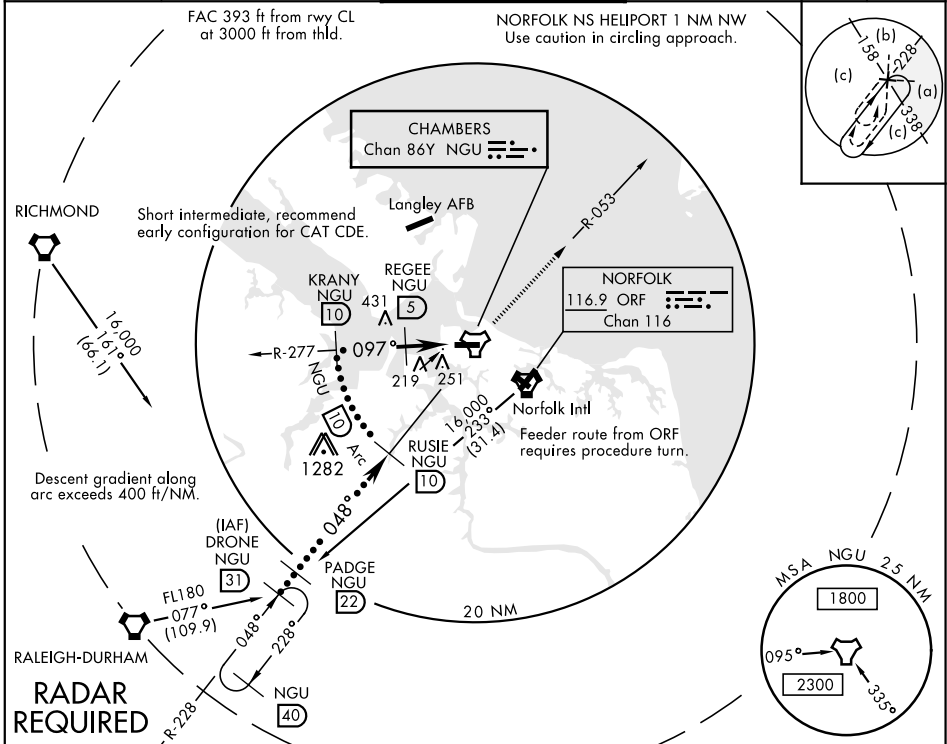 FAC 393 ft from rwy CL
at 3000 ft from thld.
NORFOLK NS HELIPORT 1 NM NW
Use caution in circling approach.
(b)
158
228
(c)
(a)
338
(c)
CHAMBERS
Chan 86Y NGU
RICHMOND
Short intermediate, recommend
early configuration for CAT CDE.
Langley AFB
R-053
16,000
161°
(66.1)
KRANY
NGU
10
431
REGEE
NGU
5
NORFOLK
116.9 ORF
Chan 116
R-277
097°
219
251
NGU
10
Arc
1282
Norfolk Intl
16,000
233°
(31.4)
Feeder route from ORF
requires procedure turn.
RUSIE
NGU
10
Descent gradient along
arc exceeds 400 ft/NM.
048°
(IAF)
DRONE
NGU
31
PADGE
NGU
22
20 NM
FL180
077°
(109.9)
RALEIGH-DURHAM
048°
228°
NGU
40
R-228
RADAR
REQUIRED
MSA NGU 25 NM
1800
095°
2300
335°